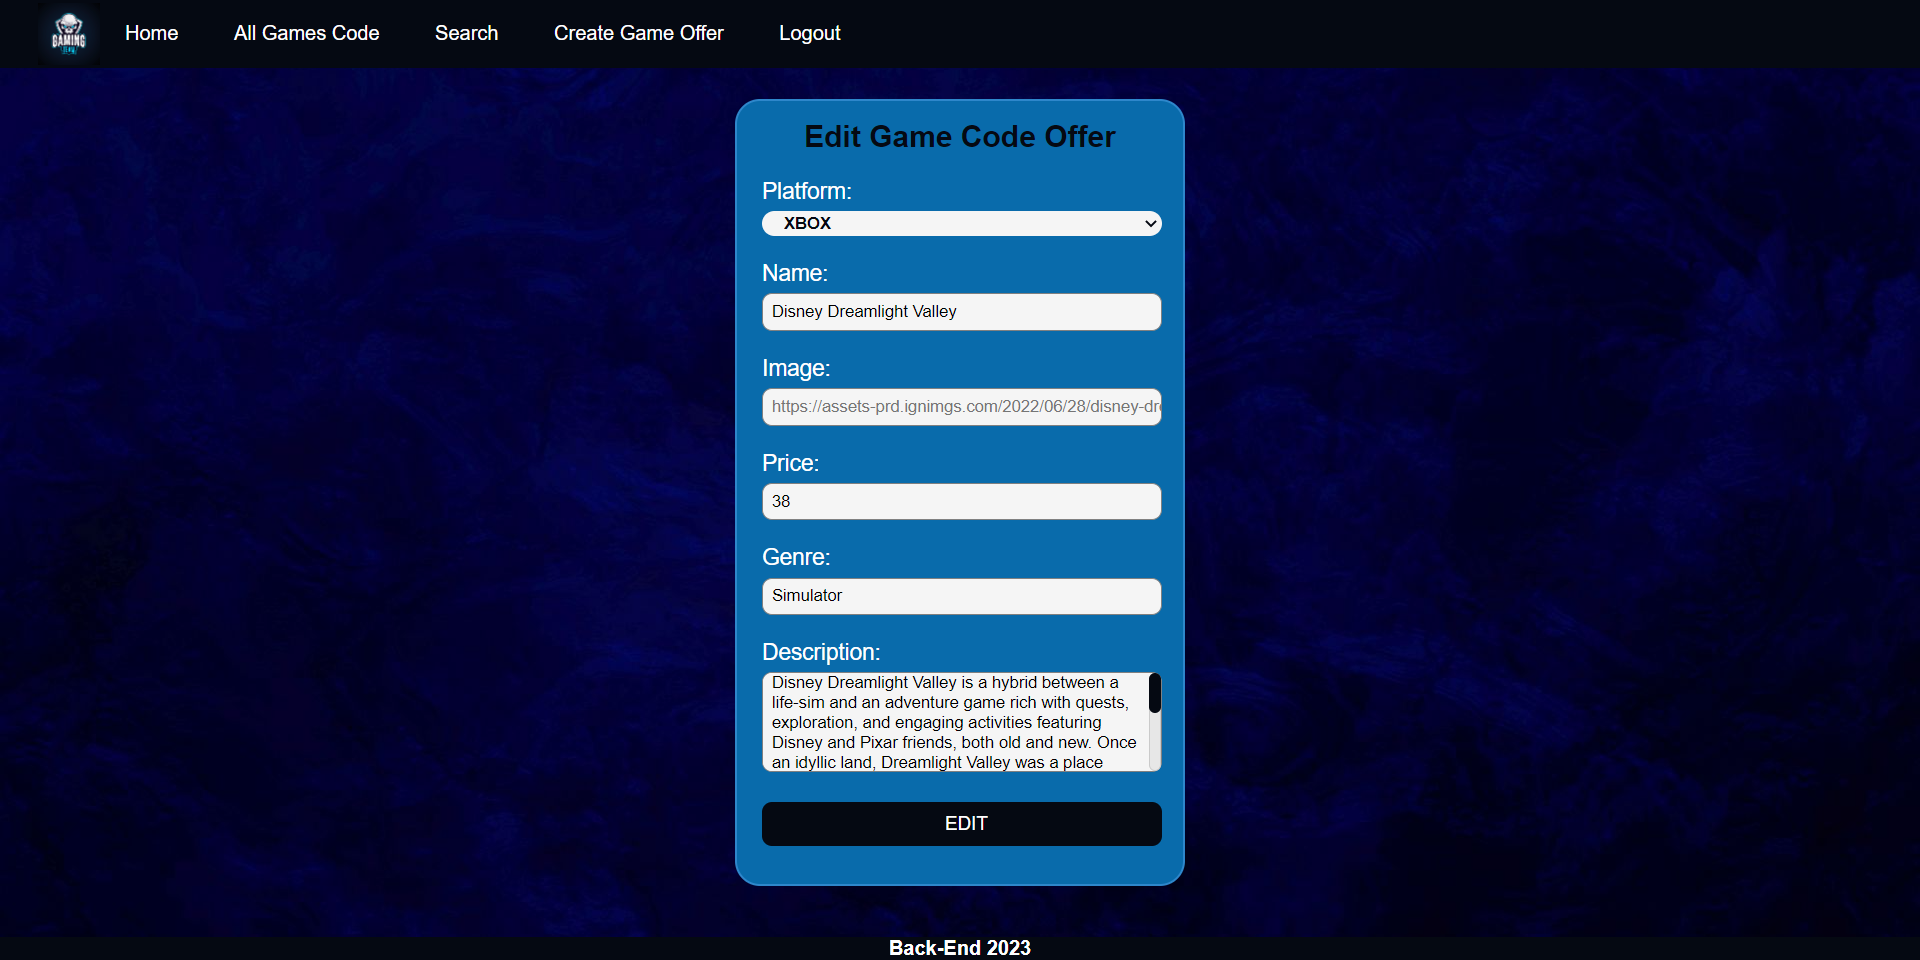 GAMING
Home
All Games Code
Search
Create Game Offer
Logout
Edit Game Code Offer
Platform:
XBOX
Name:
Disney Dreamlight Valley
Image:
https://assets-prd.ignimgs.com/2022/06/28/disney-dr
Price:
38
Genre:
Simulator
Description:
Disney Dreamlight Valley is a hybrid between a
life-sim and an adventure game rich with quests,
exploration, and engaging activities featuring
Disney and Pixar friends, both old and new. Once
an idyllic land, Dreamlight Valley was a place
EDIT
Back-End 2023